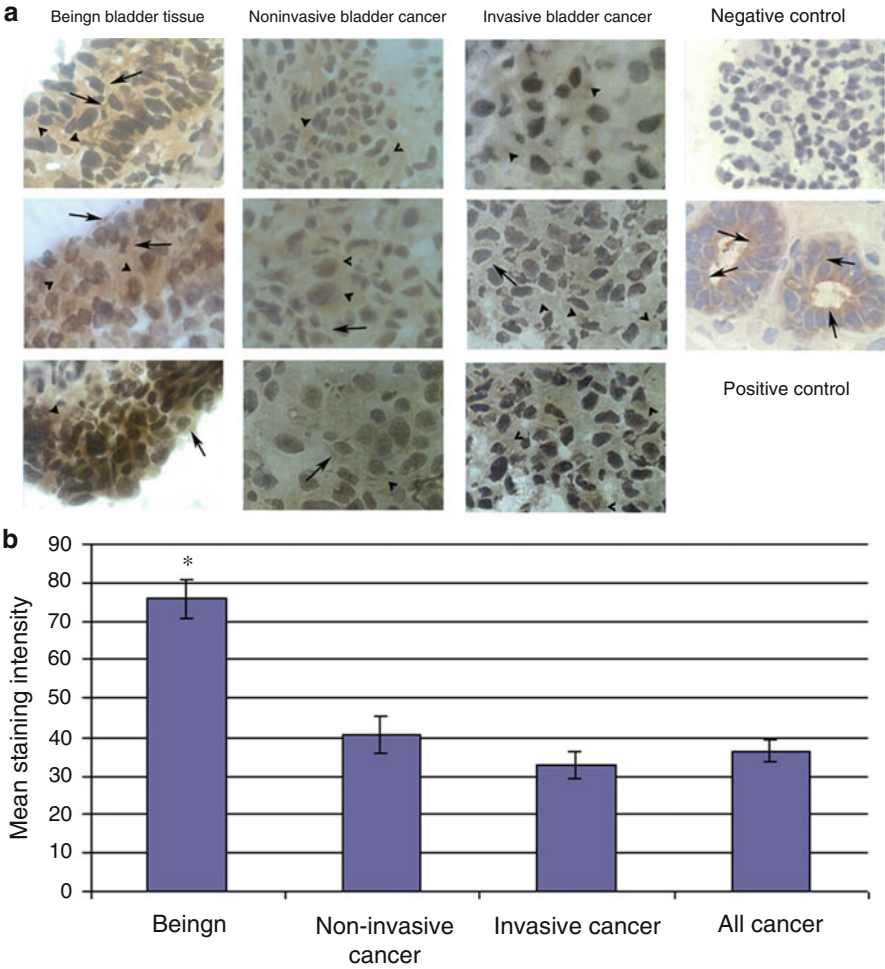 a
Beingn bladder tissue
Noninvasive bladder cancer
Invasive bladder cancer
Negative control
Positive control
b
Mean staining intensity
90
80
70
60
50
40
30
20
10
0
*
Beingn
Non-invasive
cancer
Invasive cancer
All cancer